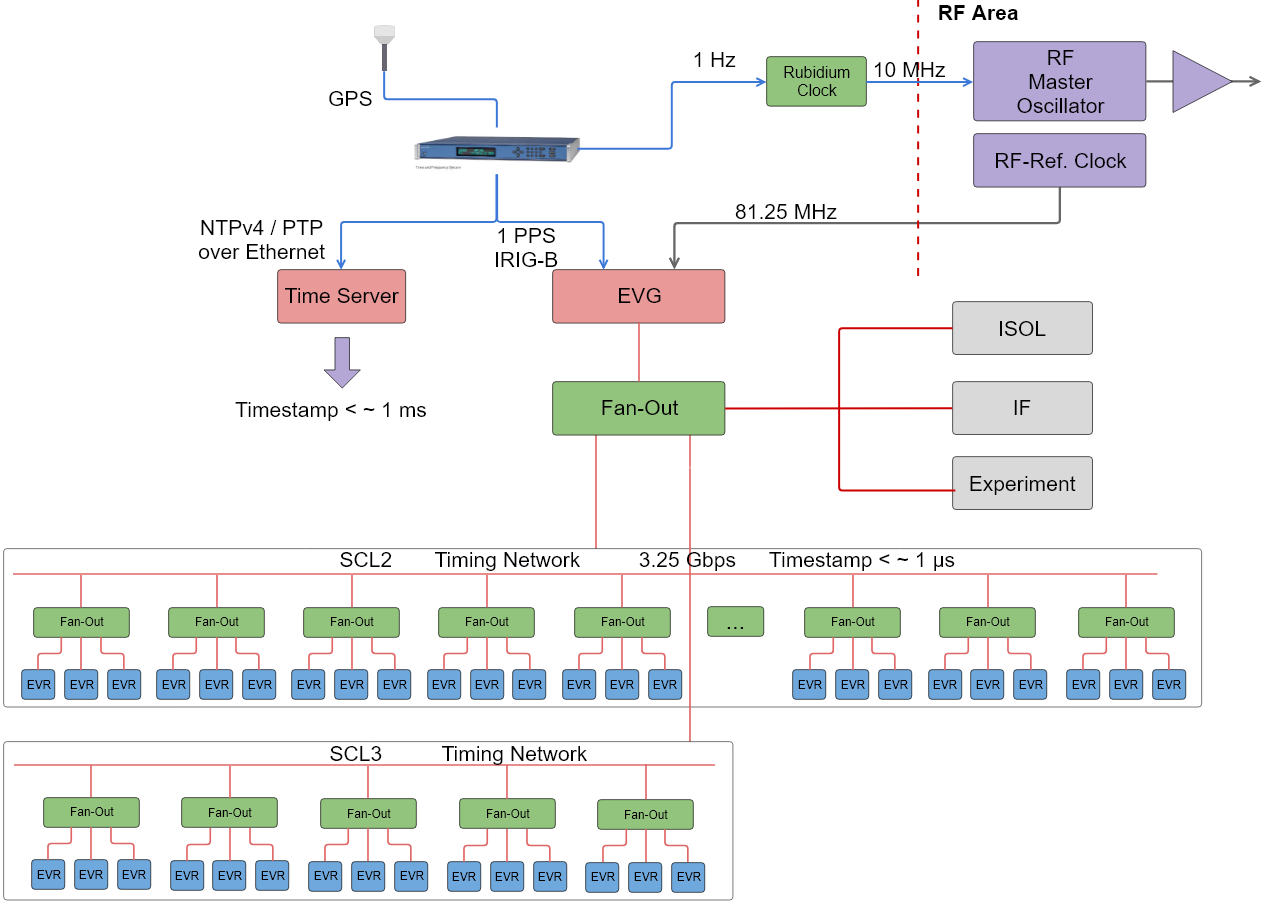 RF Area
1 Hz
Rubidium
Clock
10 MHz
RF
Master
Oscillator
GPS
RF-Ref. Clock
81.25 MHz
NTPv4 / PTP
over Ethernet
1 PPS
IRIG-B
Time Server
EVG
ISOL
Timestamp < ~ 1 ms
Fan-Out
IF
Experiment
SCL2 Timing Network 3.25 Gbps Timestamp < ~ 1 µs
Fan-Out Fan-Out Fan-Out Fan-Out Fan-Out ... Fan-Out Fan-Out Fan-Out
EVR EVR EVR EVR EVR EVR EVR EVR EVR EVR EVR EVR EVR EVR EVR EVR EVR EVR EVR EVR EVR EVR EVR EVR
SCL3 Timing Network
Fan-Out Fan-Out Fan-Out Fan-Out Fan-Out
EVR EVR EVR EVR EVR EVR EVR EVR EVR EVR EVR EVR EVR EVR EVR